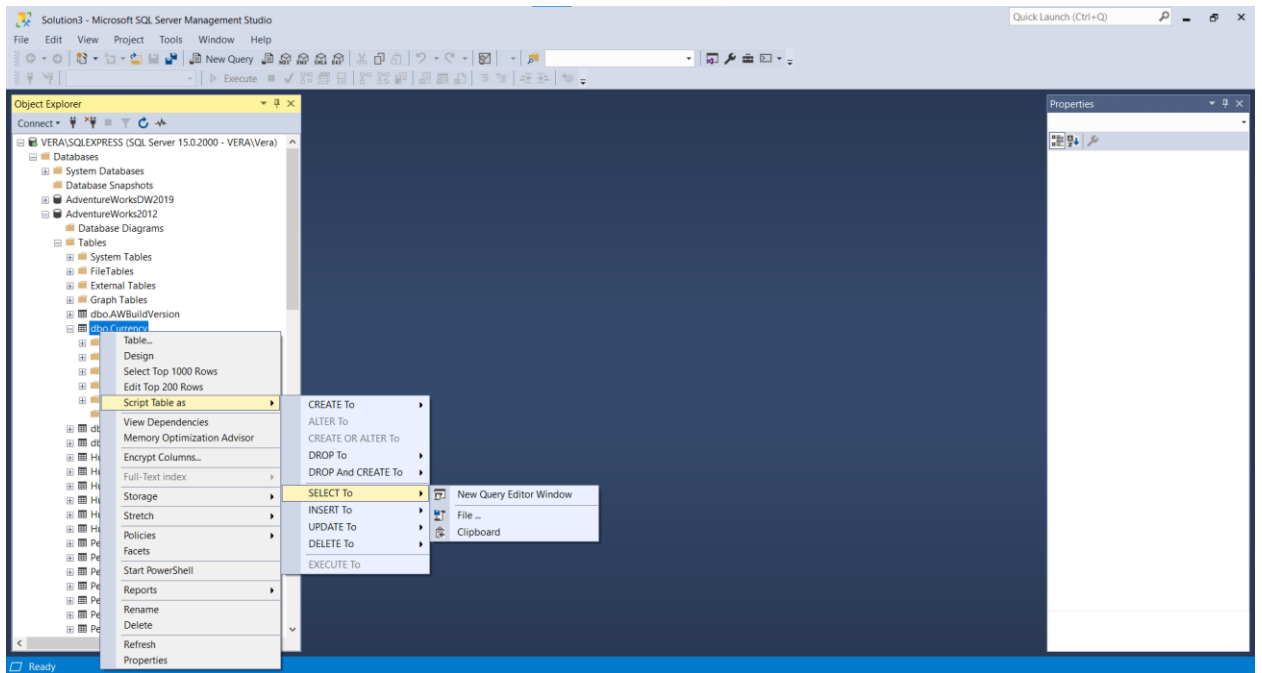 Solution3 - Microsoft SQL Server Management Studio
Quick Launch (Ctrl+Q)
File Edit View Project Tools Window Help
New Query
Execute
Object Explorer
Properties
Connect
VERA\SQLEXPRESS (SQL Server 15.0.2000 - VERA\Vera)
Databases
System Databases
Database Snapshots
AdventureWorksDW2019
AdventureWorks2012
Database Diagrams
Tables
System Tables
FileTables
External Tables
Graph Tables
dbo.AWBuildVersion
dbo.Currency
Table...
Design
Select Top 1000 Rows
Edit Top 200 Rows
Script Table as
View Dependencies
Memory Optimization Advisor
Encrypt Columns...
Full-Text index
Storage
Stretch
Policies
Facets
Start PowerShell
Reports
Rename
Delete
Refresh
Properties
CREATE To
ALTER To
CREATE OR ALTER To
DROP To
DROP And CREATE To
SELECT To
INSERT To
UPDATE To
DELETE To
EXECUTE To
New Query Editor Window
File ...
Clipboard
Ready